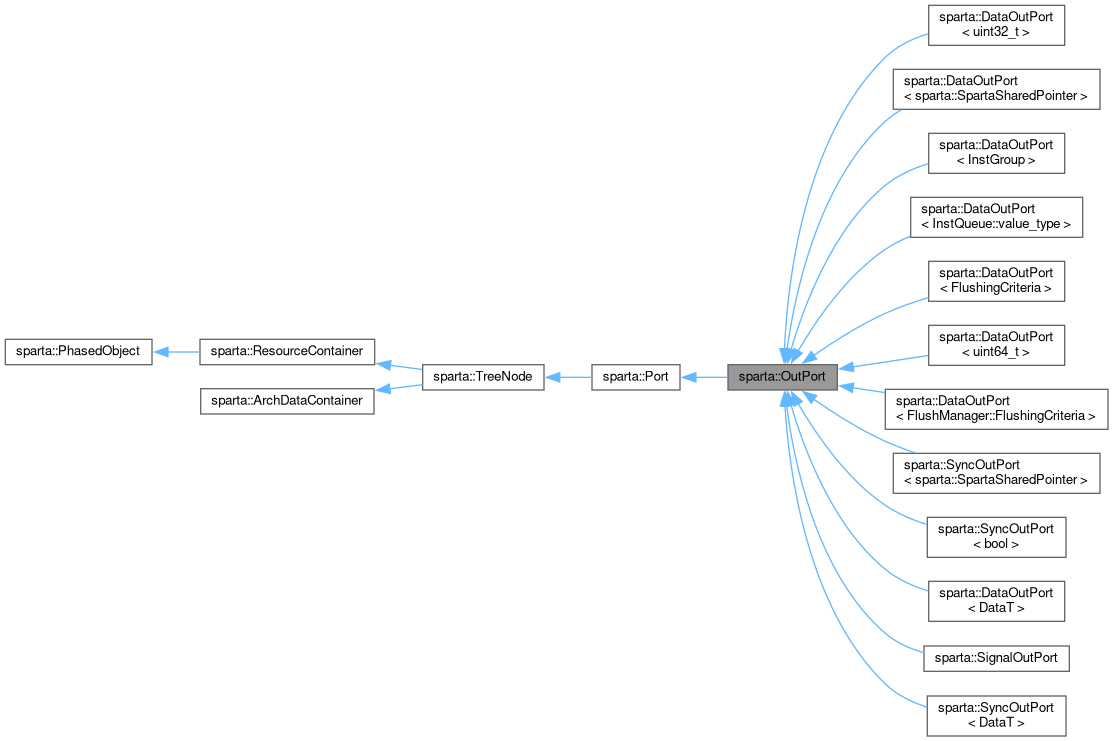 sparta::PhasedObject
sparta::ResourceContainer
sparta::ArchDataContainer
sparta::TreeNode
sparta::Port
sparta::OutPort
sparta::DataOutPort
< uint32_t >
sparta::DataOutPort
< sparta::SpartaSharedPointer >
sparta::DataOutPort
< InstGroup >
sparta::DataOutPort
< InstQueue::value_type >
sparta::DataOutPort
< FlushingCriteria >
sparta::DataOutPort
< uint64_t >
sparta::DataOutPort
< FlushManager::FlushingCriteria >
sparta::SyncOutPort
< sparta::SpartaSharedPointer >
sparta::SyncOutPort
< bool >
sparta::DataOutPort
< DataT >
sparta::SignalOutPort
sparta::SyncOutPort
< DataT >